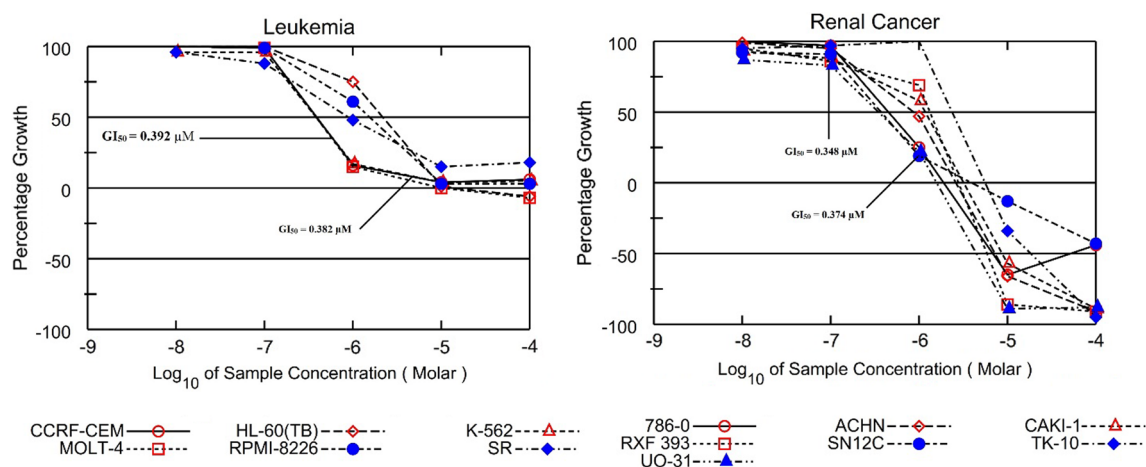 Leukemia
Percentage Growth
100
50
0
-50
-100
GI50 = 0.392 µM
GI50 = 0.382 µM
-9 -8 -7 -6 -5 -4
Log10 of Sample Concentration ( Molar )
CCRF-CEM HL-60(TB) K-562
MOLT-4 RPMI-8226 SR
Renal Cancer
Percentage Growth
100
50
0
-50
-100
GI50 = 0.348 µM
GI50 = 0.374 µM
-9 -8 -7 -6 -5 -4
Log10 of Sample Concentration ( Molar )
786-0 ACHN CAKI-1
RXF 393 SN12C TK-10
UO-31